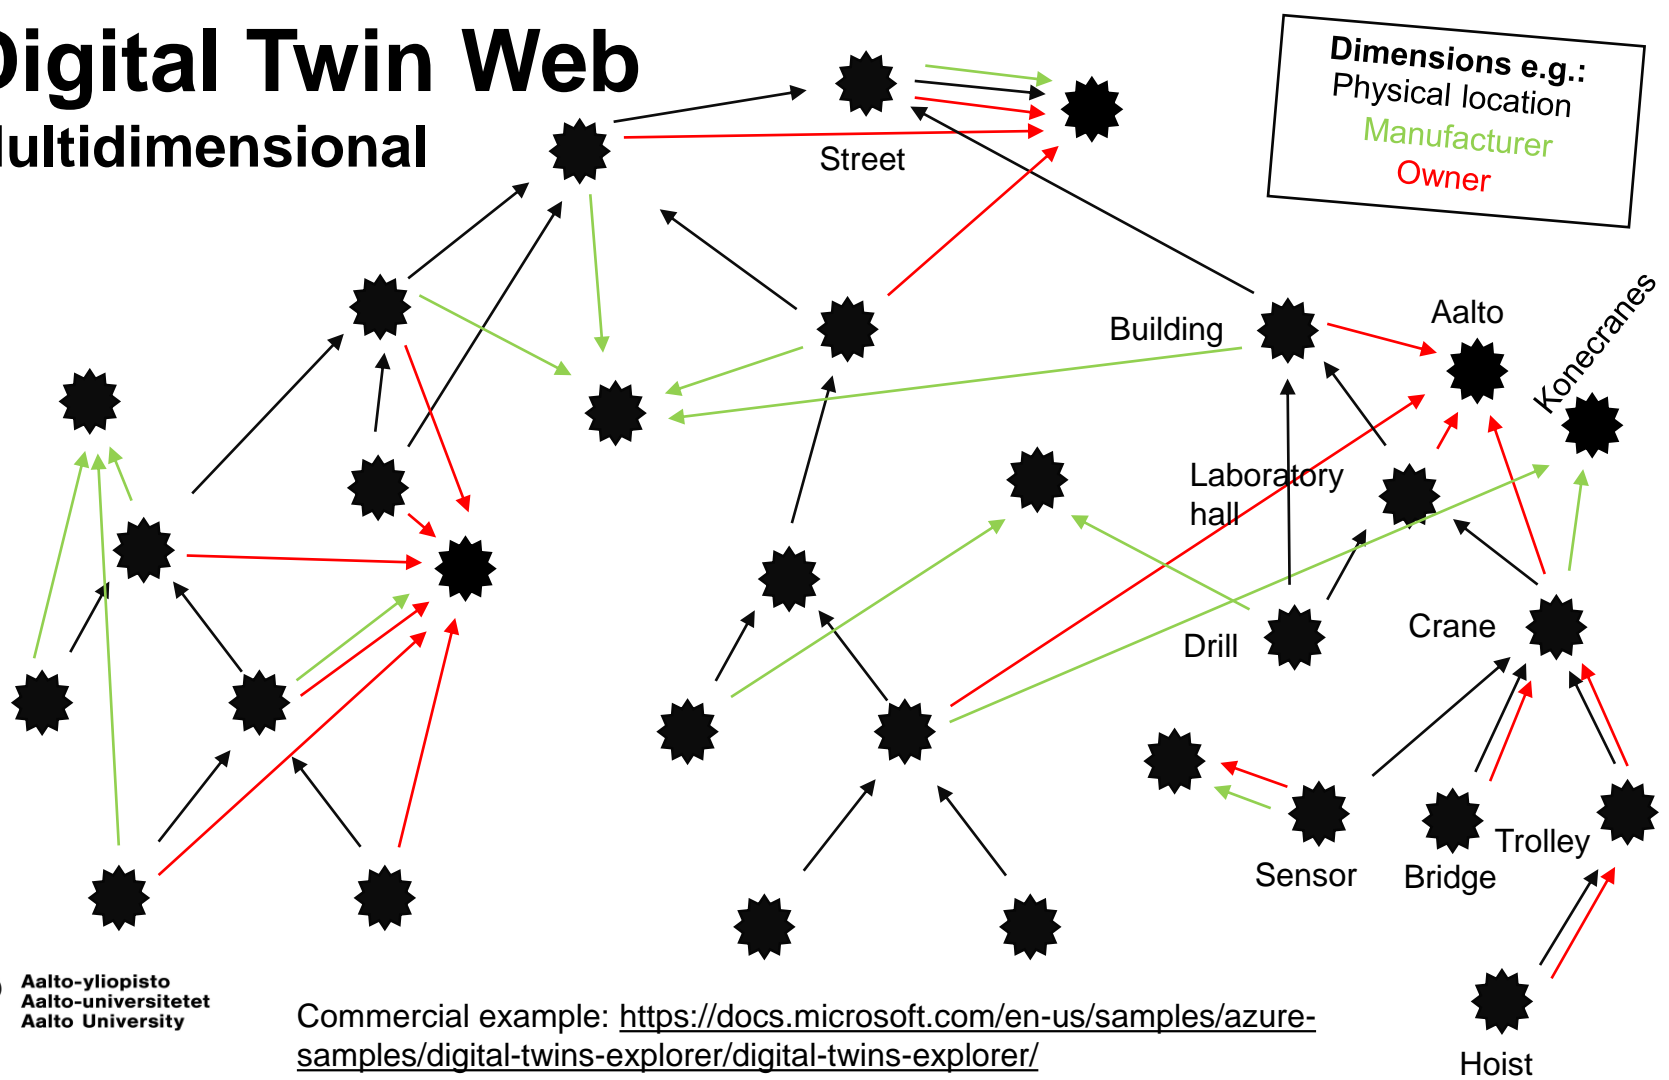 Digital Twin Web
Multidimensional
Dimensions e.g.:
Physical location
Manufacturer
Owner
Street
Building
Aalto
Konecranes
Laboratory
hall
Drill
Crane
Sensor
Bridge
Trolley
Hoist
Aalto-yliopisto
Aalto-universitetet
Aalto University
Commercial example: https://docs.microsoft.com/en-us/samples/azure-
samples/digital-twins-explorer/digital-twins-explorer/